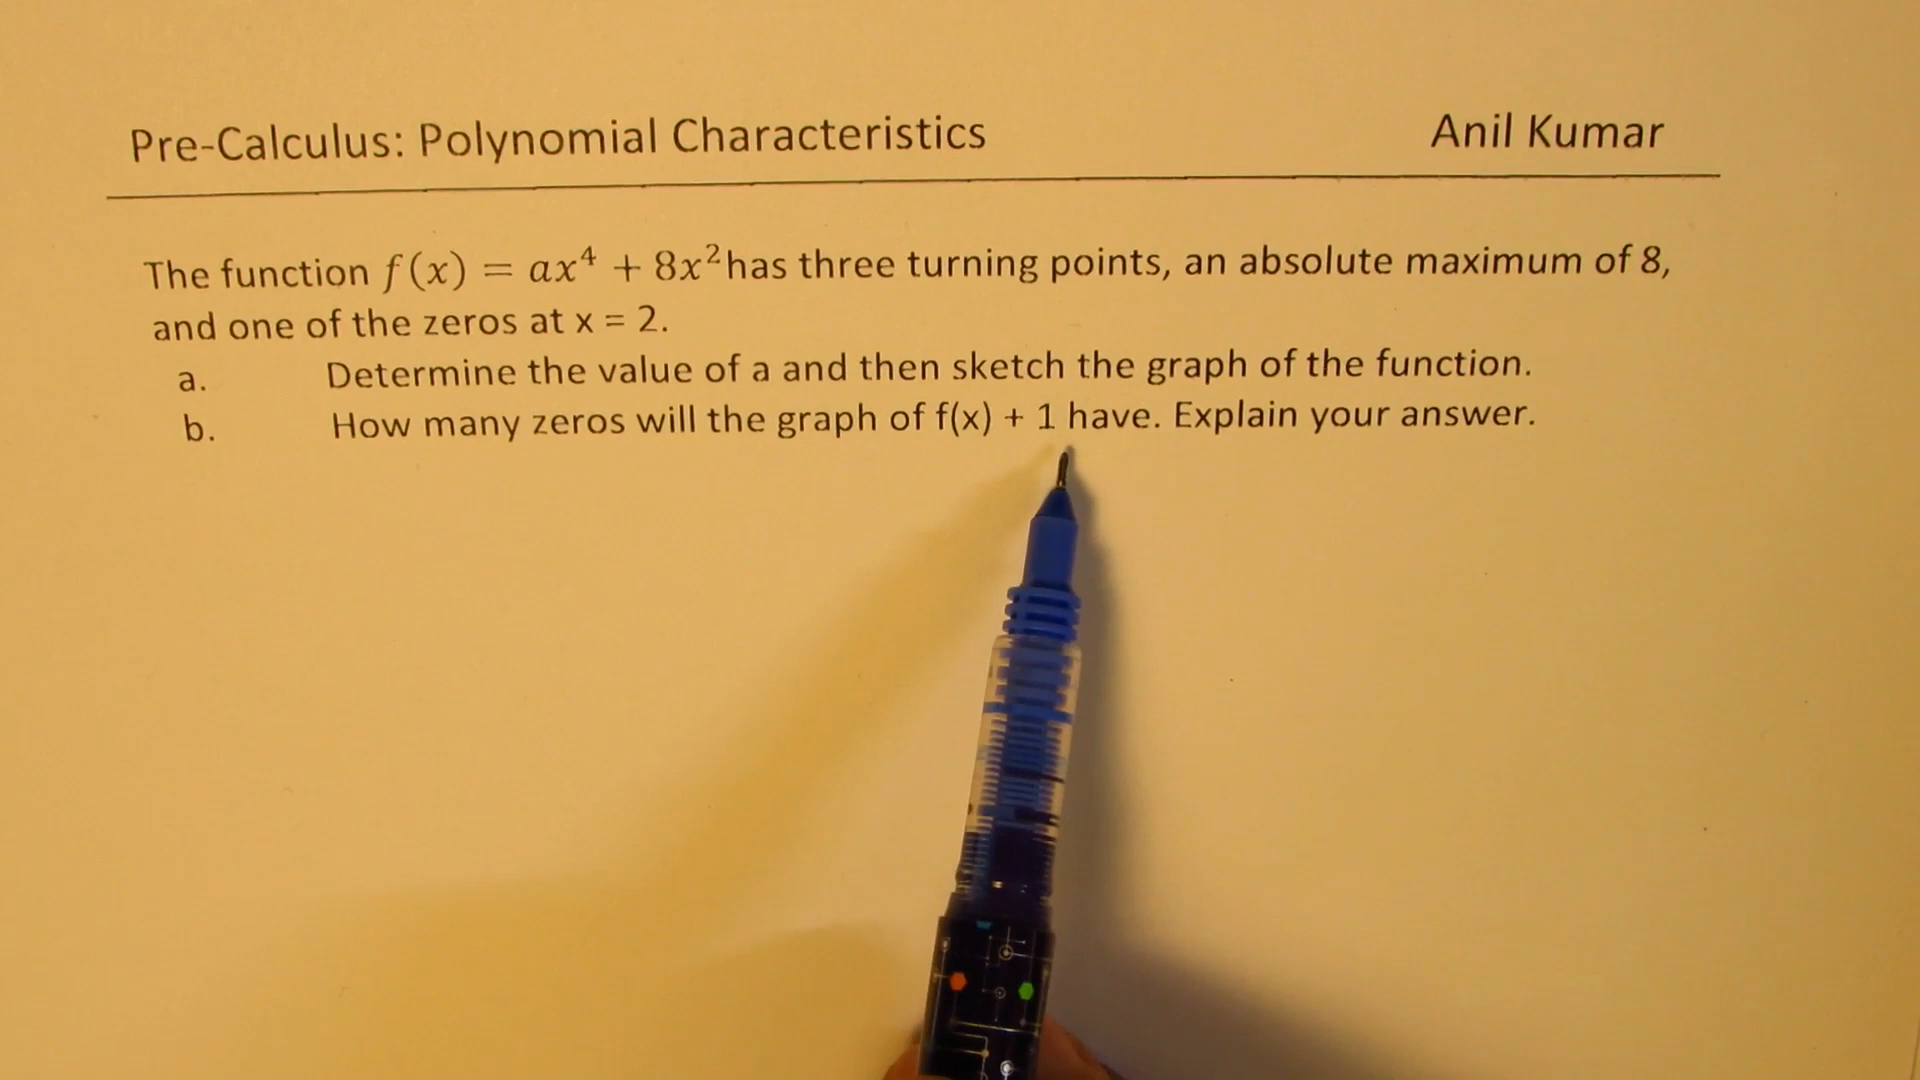 Pre-Calculus: Polynomial Characteristics Anil Kumar
The function f(x) = ax⁴ + 8x² has three turning points, an absolute maximum of 8,
and one of the zeros at x = 2.
a. Determine the value of a and then sketch the graph of the function.
b. How many zeros will the graph of f(x) + 1 have. Explain your answer.